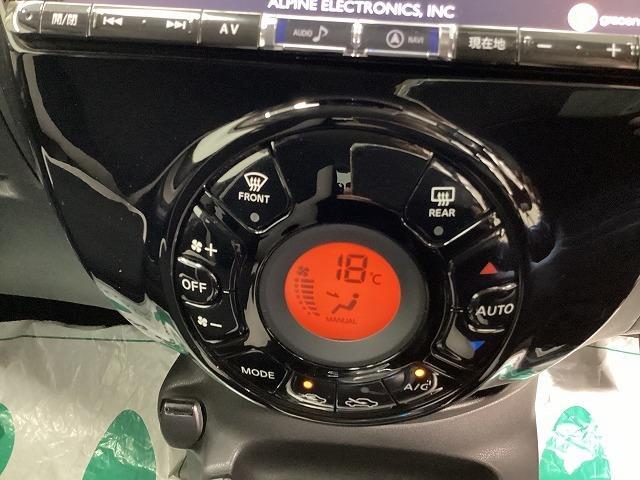 ALPINE ELECTRONICS, INC
開/閉
AV
AUDIO
NAVI
現在地
− +
FRONT
REAR
+
OFF
−
18°C
MANUAL
AUTO
MODE
A/C